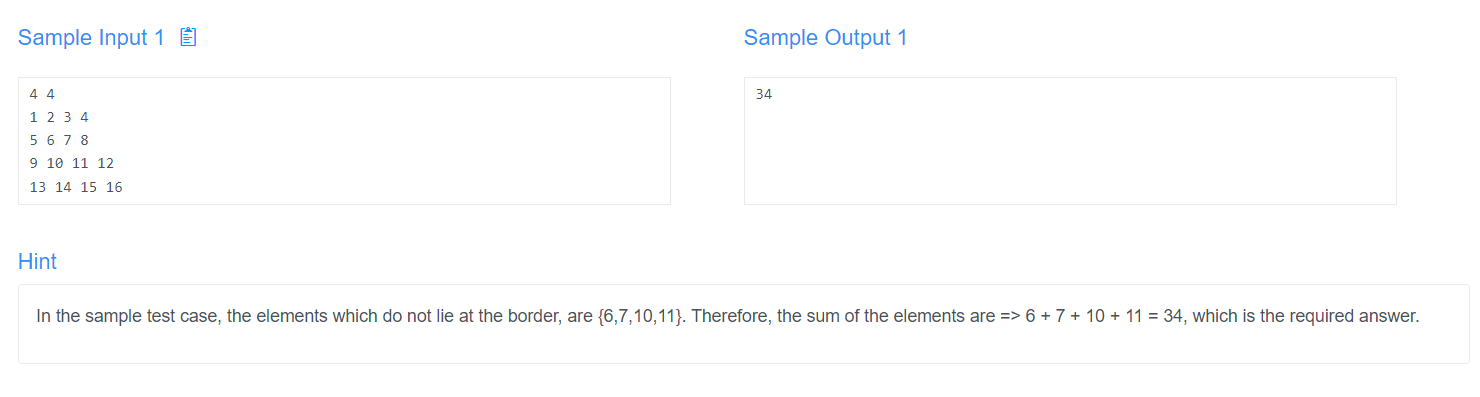 Sample Input 1
4 4
1 2 3 4
5 6 7 8
9 10 11 12
13 14 15 16
Sample Output 1
34
Hint
In the sample test case, the elements which do not lie at the border, are {6,7,10,11}. Therefore, the sum of the elements are => 6 + 7 + 10 + 11 = 34, which is the required answer.